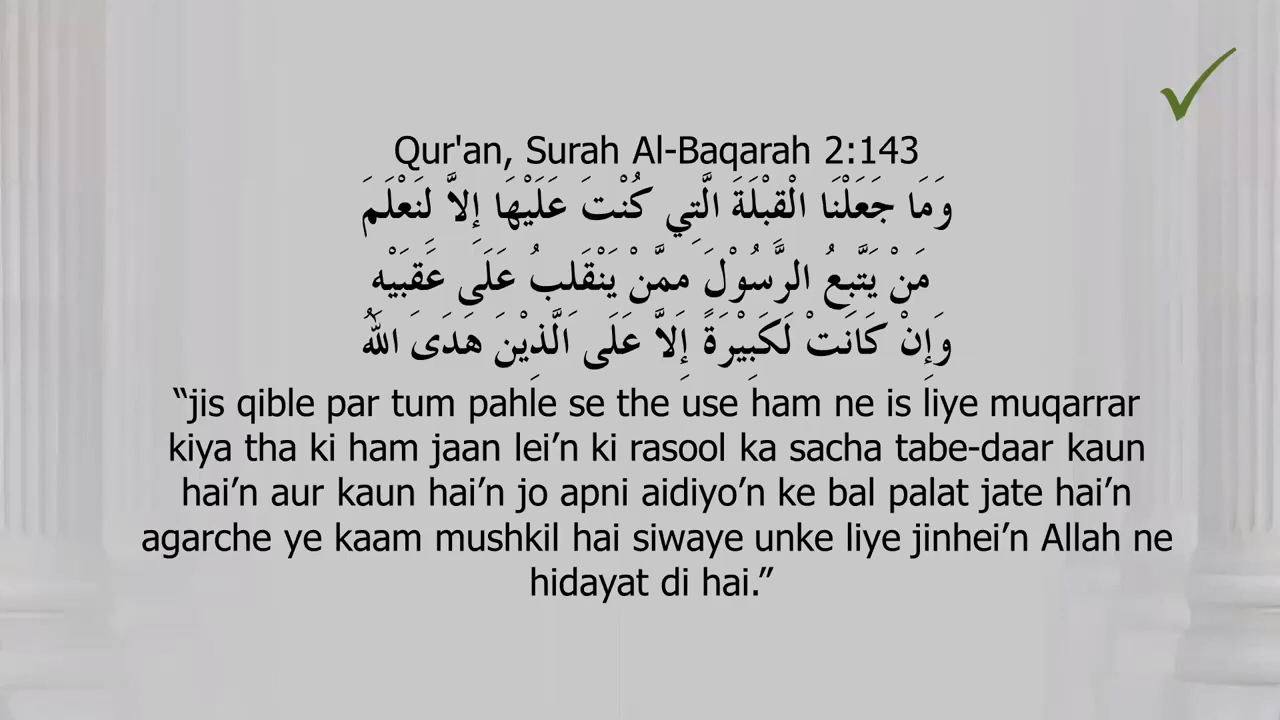 Qur'an, Surah Al-Baqarah 2:143
وَمَا جَعَلْنَا الْقِبْلَةَ الَّتِي كُنْتَ عَلَيْهَا إِلاَّ لِنَعْلَمَ
مَنْ يَتَّبِعُ الرَّسُوْلَ مِمَّنْ يَنْقَلِبُ عَلَى عَقِبَيْهِ
وَإِنْ كَانَتْ لَكَبِيْرَةً إِلاَّ عَلَى الَّذِيْنَ هَدَى اللهُ
“jis qible par tum pahle se the use ham ne is liye muqarrar
kiya tha ki ham jaan lei’n ki rasool ka sacha tabe-daar kaun
hai’n aur kaun hai’n jo apni aidiyo’n ke bal palat jate hai’n
agarche ye kaam mushkil hai siwaye unke liye jinhei’n Allah ne
hidayat di hai.”